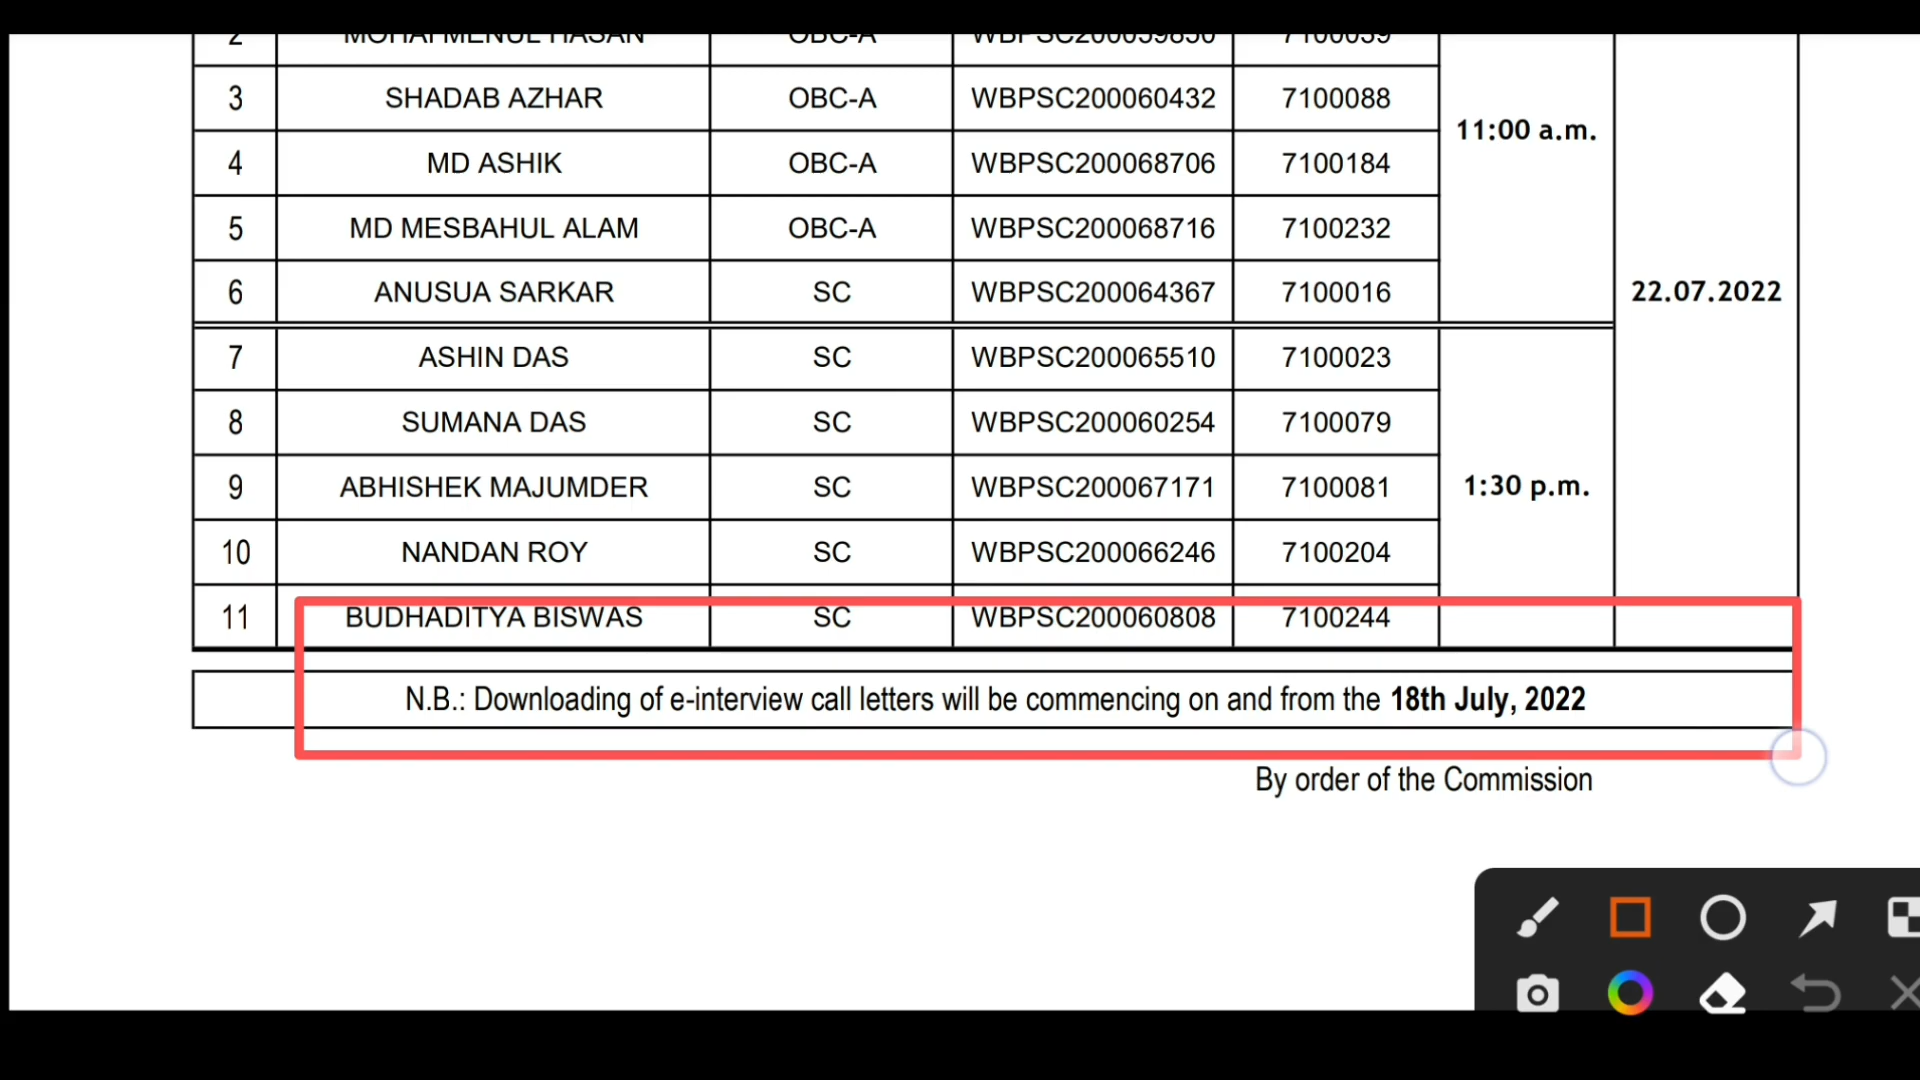 3 SHADAB AZHAR OBC-A WBPSC200060432 7100088
11:00 a.m.
4 MD ASHIK OBC-A WBPSC200068706 7100184
5 MD MESBAHUL ALAM OBC-A WBPSC200068716 7100232
6 ANUSUA SARKAR SC WBPSC200064367 7100016
22.07.2022
7 ASHIN DAS SC WBPSC200065510 7100023
8 SUMANA DAS SC WBPSC200060254 7100079
9 ABHISHEK MAJUMDER SC WBPSC200067171 7100081
1:30 p.m.
10 NANDAN ROY SC WBPSC200066246 7100204
11 BUDHADITYA BISWAS SC WBPSC200060808 7100244
N.B.: Downloading of e-interview call letters will be commencing on and from the 18th July, 2022
By order of the Commission